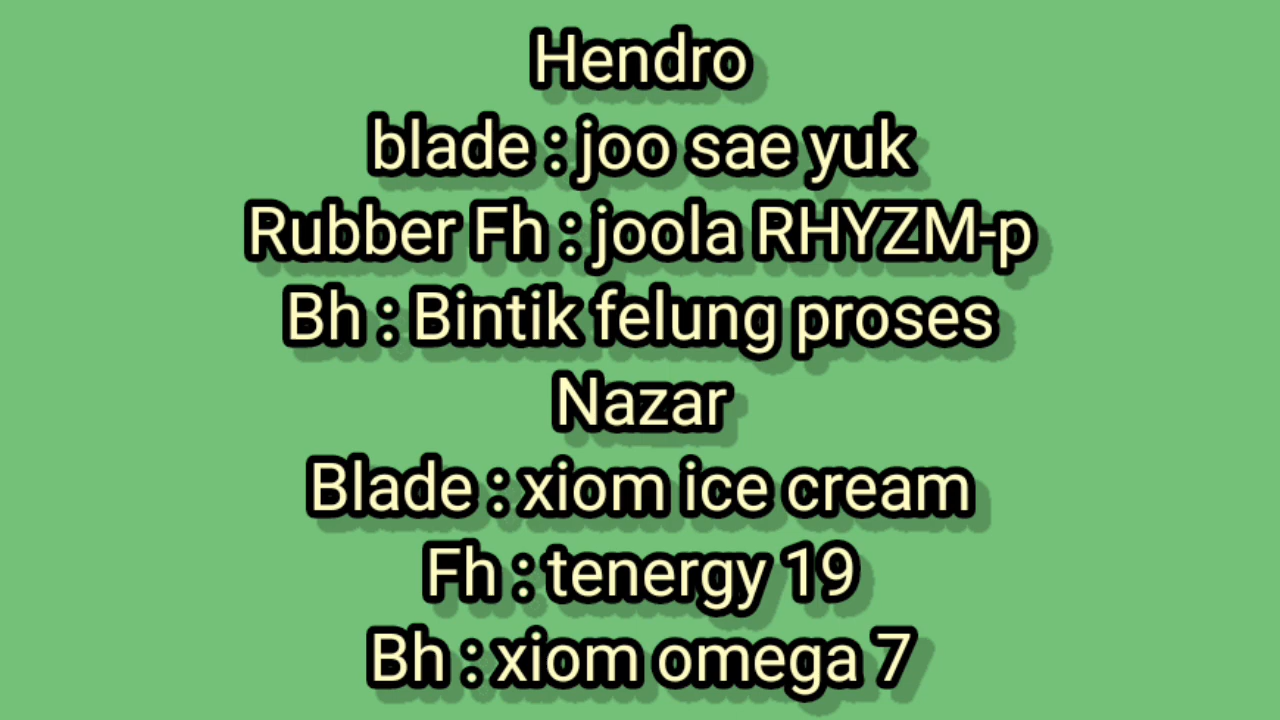 Hendro
blade : joo sae yuk
Rubber Fh : joola RHYZM-p
Bh : Bintik felung proses
Nazar
Blade : xiom ice cream
Fh : tenergy 19
Bh : xiom omega 7